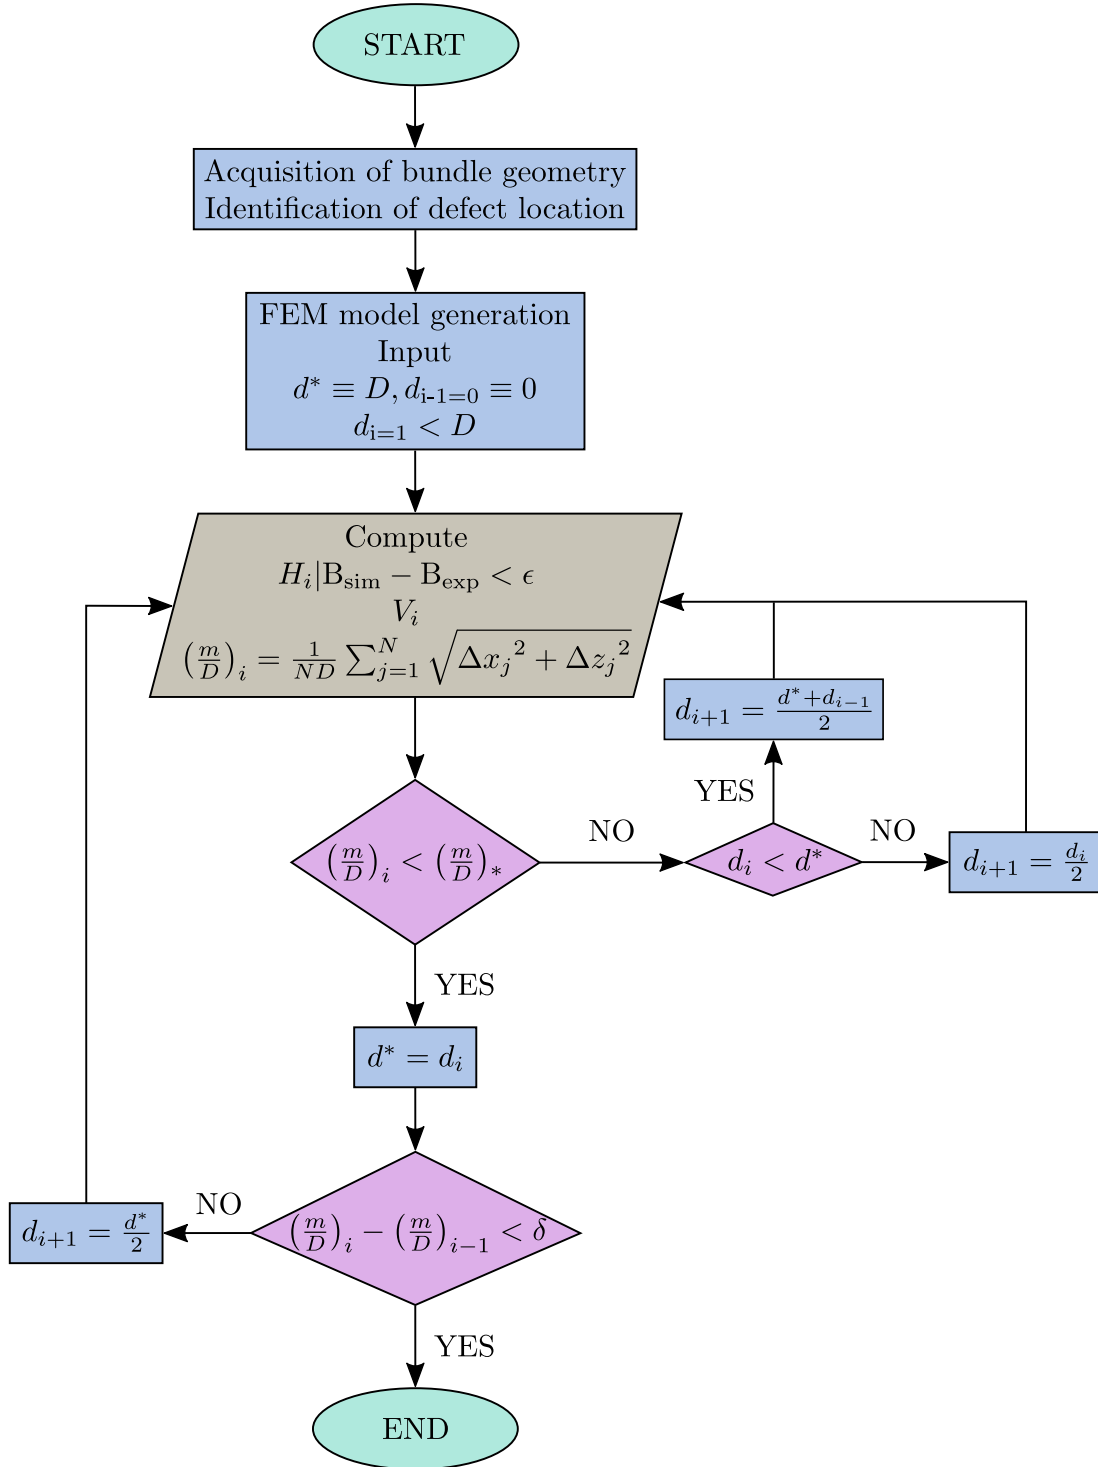 START
Acquisition of bundle geometry
Identification of defect location
FEM model generation
Input
d* ≡ D, d_{i-1=0} ≡ 0
d_{i=1} < D
Compute
H_i|B_sim − B_exp < ϵ
V_i
(m/D)_i = 1/(ND) ∑_{j=1}^{N} √(Δx_j² + Δz_j²)
d_{i+1} = (d*+d_{i−1})/2
YES
(m/D)_i < (m/D)_*
NO
d_i < d*
NO
d_{i+1} = d_i/2
YES
d* = d_i
(m/D)_i − (m/D)_{i−1} < δ
NO
d_{i+1} = d*/2
YES
END